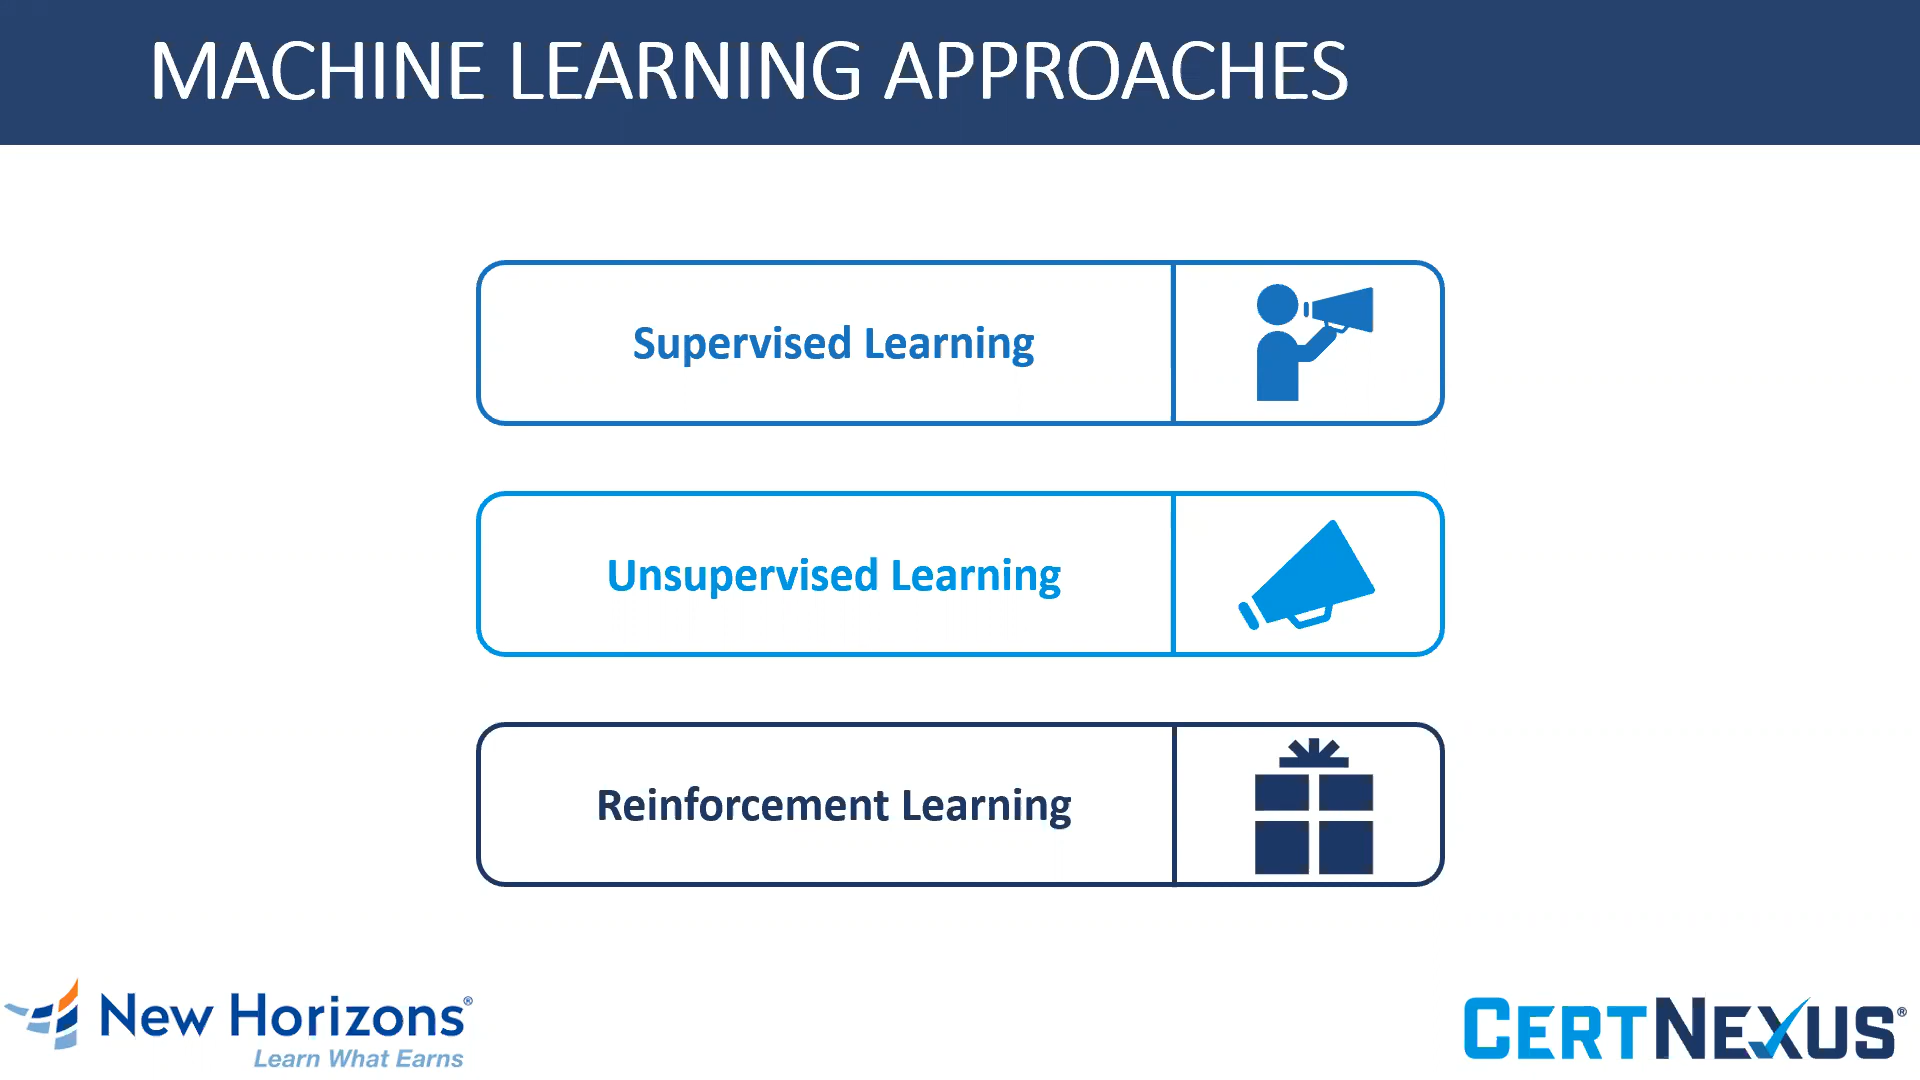 MACHINE LEARNING APPROACHES
Supervised Learning
Unsupervised Learning
Reinforcement Learning
New Horizons®
Learn What Earns
CERTNEXUS®